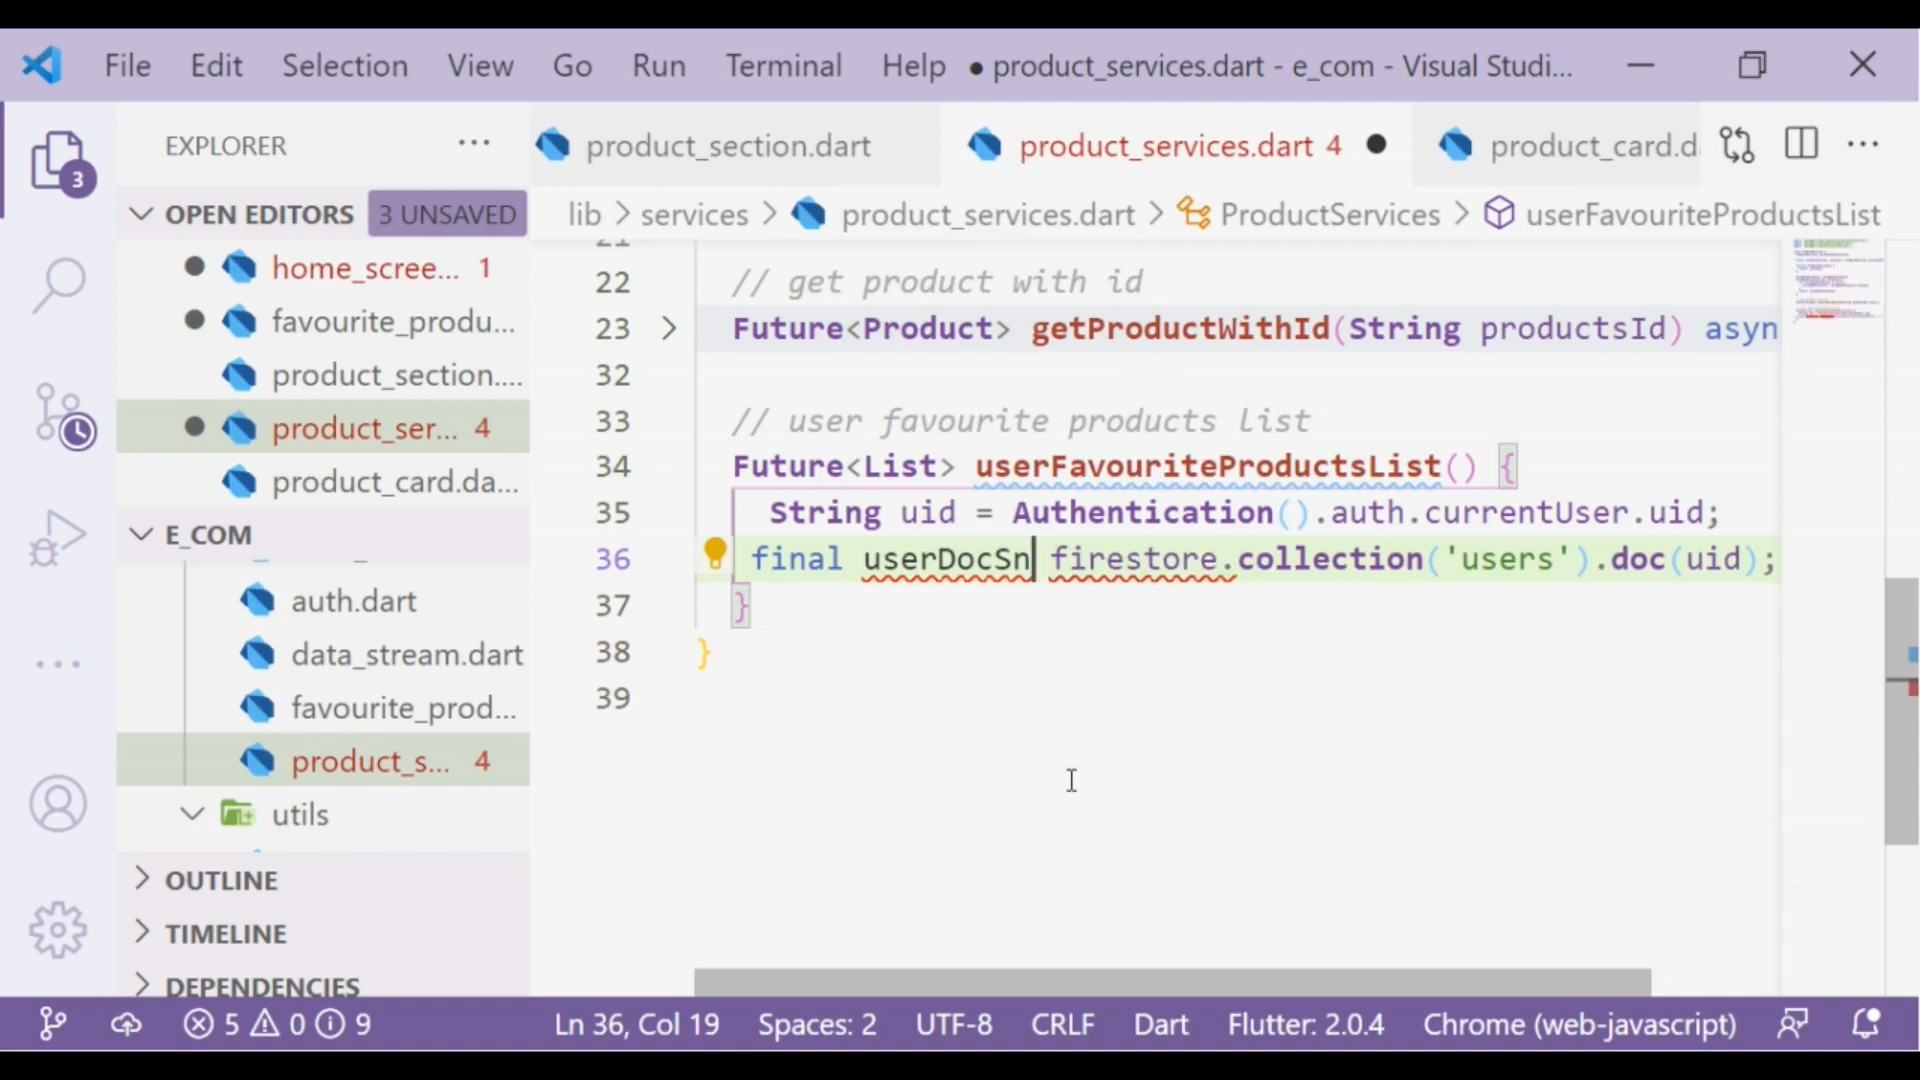 File Edit Selection View Go Run Terminal Help ● product_services.dart - e_com - Visual Studi...
EXPLORER ...
product_section.dart product_services.dart 4 product_card.d
3
OPEN EDITORS 3 UNSAVED
lib > services > product_services.dart > ProductServices > userFavouriteProductsList
home_scree... 1
favourite_produ...
product_section....
product_ser... 4
product_card.da...
E_COM
auth.dart
data_stream.dart
favourite_prod...
product_s... 4
utils
OUTLINE
TIMELINE
DEPENDENCIES
21
22 // get product with id
23 Future<Product> getProductWithId(String productsId) asyn
32
33 // user favourite products list
34 Future<List> userFavouriteProductsList() {
35 String uid = Authentication().auth.currentUser.uid;
36 final userDocSn firestore.collection('users').doc(uid);
37 }
38 }
39
5 0 9 Ln 36, Col 19 Spaces: 2 UTF-8 CRLF Dart Flutter: 2.0.4 Chrome (web-javascript)